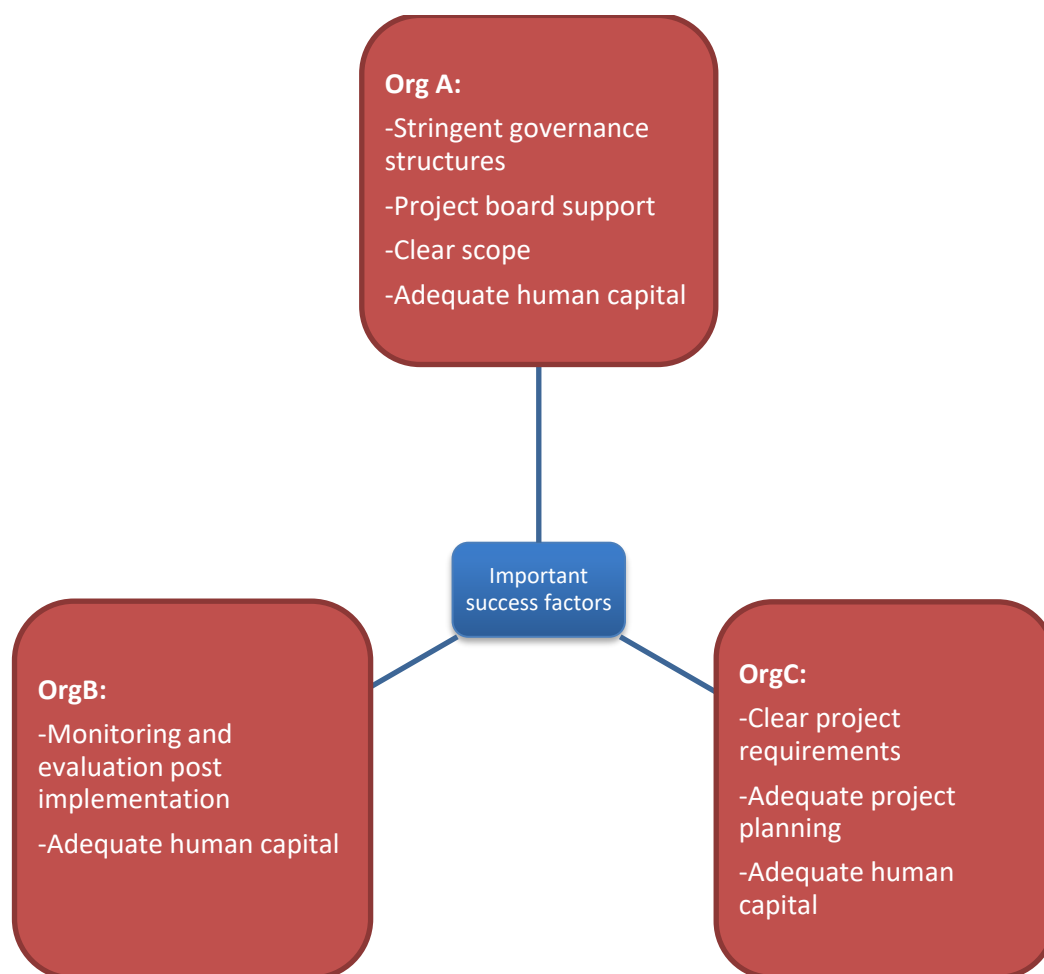 Org A:
-Stringent governance
structures
-Project board support
-Clear scope
-Adequate human capital
Important
success factors
OrgB:
-Monitoring and
evaluation post
implementation
-Adequate human capital
OrgC:
-Clear project
requirements
-Adequate project
planning
-Adequate human
capital